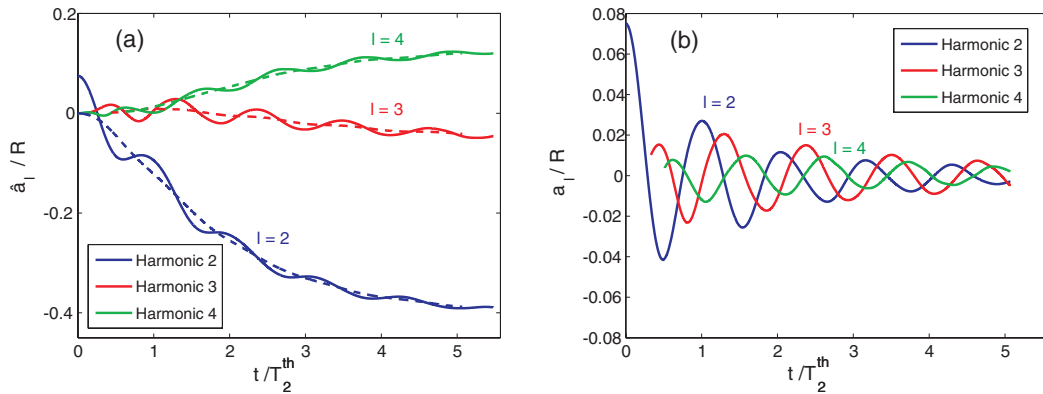 (a)
l = 4
l = 3
l = 2
Harmonic 2
Harmonic 3
Harmonic 4
0.2
0
-0.2
-0.4
0 1 2 3 4 5
â_l / R
t /T_2^th
(b)
l = 2
l = 3
l = 4
Harmonic 2
Harmonic 3
Harmonic 4
0.08
0.06
0.04
0.02
0
-0.02
-0.04
-0.06
-0.08
0 1 2 3 4 5
a_l / R
t /T_2^th